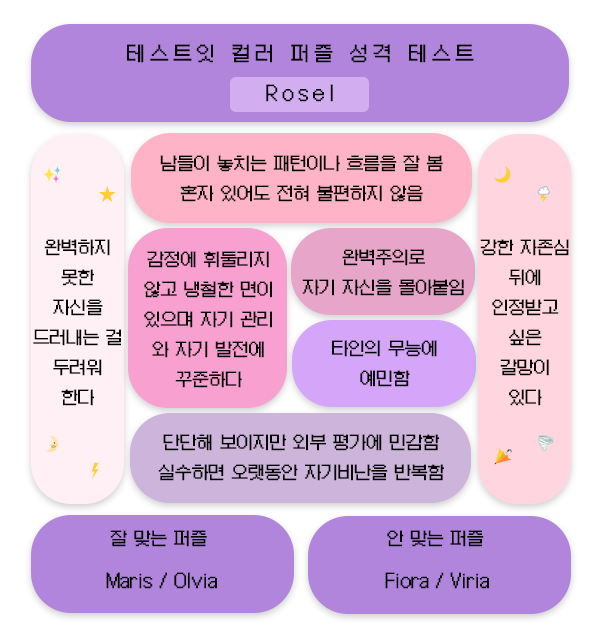 테스트잇 컬러 퍼즐 성격 테스트
Rosel
남들이 놓치는 패턴이나 흐름을 잘 봄
혼자 있어도 전혀 불편하지 않음
완벽하지
못한
자신을
드러내는 걸
두려워
한다
감정에 휘둘리지
않고 냉철한 면이
있으며 자기 관리
와 자기 발전에
꾸준하다
완벽주의로
자기 자신을 몰아붙임
타인의 무능에
예민함
강한 자존심
뒤에
인정받고
싶은
갈망이
있다
단단해 보이지만 외부 평가에 민감함
실수하면 오랫동안 자기비난을 반복함
잘 맞는 퍼즐
Maris / Olvia
안 맞는 퍼즐
Fiora / Viria